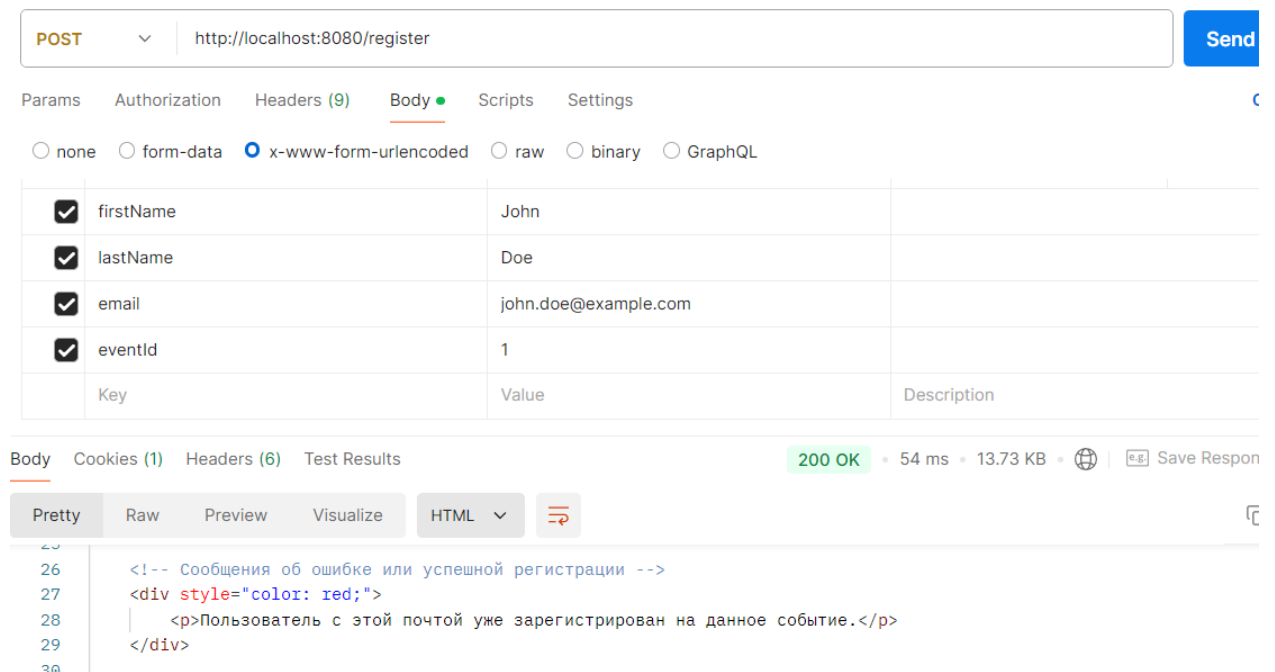 POST http://localhost:8080/register Send
Params Authorization Headers (9) Body Scripts Settings
none form-data x-www-form-urlencoded raw binary GraphQL
firstName John
lastName Doe
email john.doe@example.com
eventId 1
Key Value Description
Body Cookies (1) Headers (6) Test Results 200 OK 54 ms 13.73 KB e.g. Save Respon
Pretty Raw Preview Visualize HTML
26 <!-- Сообщения об ошибке или успешной регистрации -->
27 <div style="color: red;">
28 <p>Пользователь с этой почтой уже зарегистрирован на данное событие.</p>
29 </div>
30